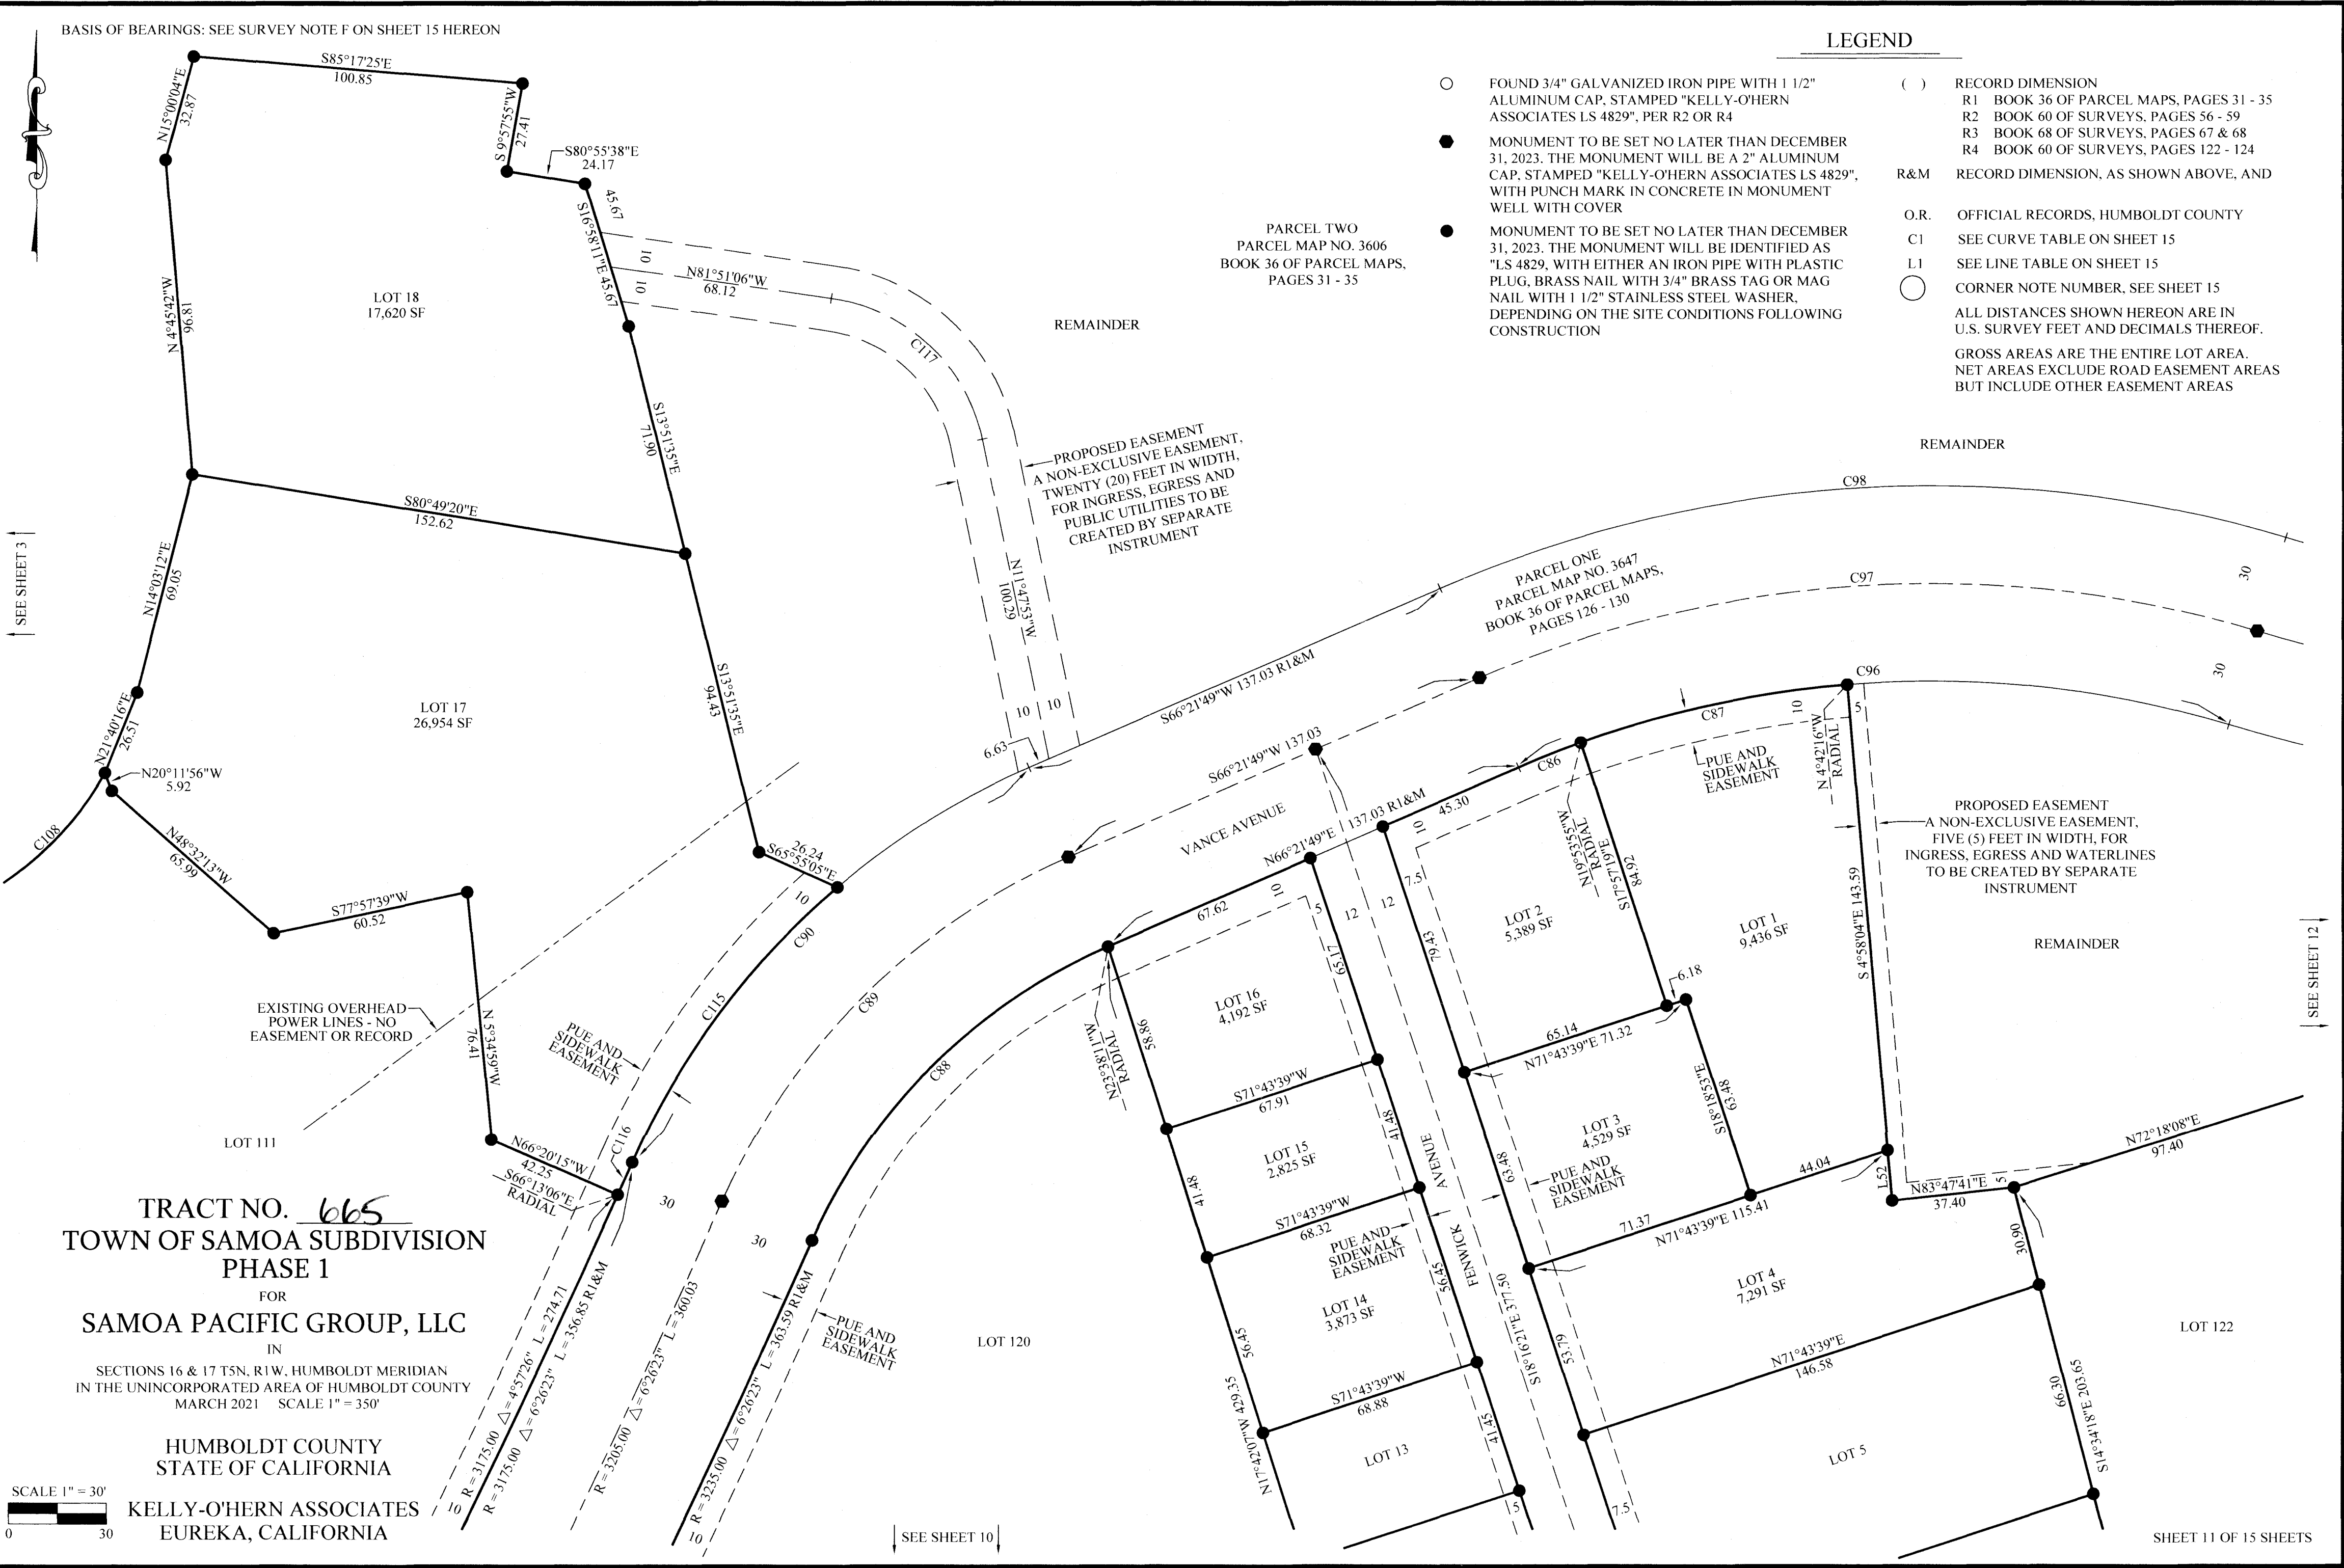 BASIS OF BEARINGS: SEE SURVEY NOTE F ON SHEET 15 HEREON
S85°17'25"E
100.85
N15°00'04"E
32.87
S 9°57'55"W
27.41
S80°55'38"E
24.17
45.67
S16°58'11"E 45.67
10
10
N81°51'06"W
68.12
C117
N 4°45'42"W
96.81
LOT 18
17,620 SF
S13°51'35"E
71.90
S80°49'20"E
152.62
SEE SHEET 3
N14°03'12"E
69.05
LOT 17
26,954 SF
S13°51'35"E
94.43
N21°40'16"E
26.51
N20°11'56"W
5.92
C108
N48°32'13"W
65.99
S77°57'39"W
60.52
26.24
S65°55'05"E
10
EXISTING OVERHEAD
POWER LINES - NO
EASEMENT OR RECORD
N 5°34'59"W
76.41
LOT 111
N66°20'15"W
42.25
S66°13'06"E
RADIAL
C116
PUE AND
SIDEWALK
EASEMENT
C115
C90
PARCEL TWO
PARCEL MAP NO. 3606
BOOK 36 OF PARCEL MAPS,
PAGES 31 - 35
REMAINDER
PROPOSED EASEMENT
A NON-EXCLUSIVE EASEMENT,
TWENTY (20) FEET IN WIDTH,
FOR INGRESS, EGRESS AND
PUBLIC UTILITIES TO BE
CREATED BY SEPARATE
INSTRUMENT
N11°47'53"W
100.29
10
10
6.63
LEGEND
FOUND 3/4" GALVANIZED IRON PIPE WITH 1 1/2"
ALUMINUM CAP, STAMPED "KELLY-O'HERN
ASSOCIATES LS 4829", PER R2 OR R4
MONUMENT TO BE SET NO LATER THAN DECEMBER
31, 2023. THE MONUMENT WILL BE A 2" ALUMINUM
CAP, STAMPED "KELLY-O'HERN ASSOCIATES LS 4829",
WITH PUNCH MARK IN CONCRETE IN MONUMENT
WELL WITH COVER
MONUMENT TO BE SET NO LATER THAN DECEMBER
31, 2023. THE MONUMENT WILL BE IDENTIFIED AS
"LS 4829, WITH EITHER AN IRON PIPE WITH PLASTIC
PLUG, BRASS NAIL WITH 3/4" BRASS TAG OR MAG
NAIL WITH 1 1/2" STAINLESS STEEL WASHER,
DEPENDING ON THE SITE CONDITIONS FOLLOWING
CONSTRUCTION
( ) RECORD DIMENSION
R1 BOOK 36 OF PARCEL MAPS, PAGES 31 - 35
R2 BOOK 60 OF SURVEYS, PAGES 56 - 59
R3 BOOK 68 OF SURVEYS, PAGES 67 & 68
R4 BOOK 60 OF SURVEYS, PAGES 122 - 124
R&M RECORD DIMENSION, AS SHOWN ABOVE, AND
O.R. OFFICIAL RECORDS, HUMBOLDT COUNTY
C1 SEE CURVE TABLE ON SHEET 15
L1 SEE LINE TABLE ON SHEET 15
CORNER NOTE NUMBER, SEE SHEET 15
ALL DISTANCES SHOWN HEREON ARE IN
U.S. SURVEY FEET AND DECIMALS THEREOF.
GROSS AREAS ARE THE ENTIRE LOT AREA.
NET AREAS EXCLUDE ROAD EASEMENT AREAS
BUT INCLUDE OTHER EASEMENT AREAS
REMAINDER
C98
PARCEL ONE
PARCEL MAP NO. 3647
BOOK 36 OF PARCEL MAPS,
PAGES 126 - 130
C97
30
30
C96
S66°21'49"W 137.03 R1&M
S66°21'49"W 137.03
VANCE AVENUE
N66°21'49"E 137.03 R1&M
45.30
C86
C87
10
5
N 4°42'16"W
RADIAL
PUE AND
SIDEWALK
EASEMENT
S 4°58'04"E 143.59
PROPOSED EASEMENT
A NON-EXCLUSIVE EASEMENT,
FIVE (5) FEET IN WIDTH, FOR
INGRESS, EGRESS AND WATERLINES
TO BE CREATED BY SEPARATE
INSTRUMENT
REMAINDER
SEE SHEET 12
N19°53'55"W
RADIAL
S17°57'19"E
84.92
LOT 1
9,436 SF
LOT 2
5,389 SF
10
7.5
79.43
12
12
5
10
67.62
65.17
LOT 16
4,192 SF
58.86
N23°38'11"W
RADIAL
C89
C88
6.18
65.14
N71°43'39"E 71.32
S71°43'39"W
67.91
LOT 3
4,529 SF
S18°18'53"E
63.48
63.48
PUE AND
SIDEWALK
EASEMENT
LOT 15
2,825 SF
41.48
41.48
FENWICK AVENUE
44.04
71.37
N71°43'39"E 115.41
L52
N83°47'41"E
37.40
5
N72°18'08"E
97.40
30.90
S71°43'39"W
68.32
PUE AND
SIDEWALK
EASEMENT
LOT 14
3,873 SF
56.45
56.45
S18°16'21"E 377.50
53.79
LOT 4
7,291 SF
N71°43'39"E
146.58
LOT 122
66.30
S14°34'18"E 203.65
S71°43'39"W
68.88
N17°42'07"W 429.35
LOT 13
41.45
5
7.5
LOT 5
30
30
PUE AND
SIDEWALK
EASEMENT
LOT 120
R = 3175.00 △ = 4°57'26" L = 274.71
R = 3175.00 △ = 6°26'23" L = 356.85 R1&M
R = 3205.00 △ = 6°26'23" L = 360.03
R = 3235.00 △ = 6°26'23" L = 363.59 R1&M
10
10
TRACT NO. 665
TOWN OF SAMOA SUBDIVISION
PHASE 1
FOR
SAMOA PACIFIC GROUP, LLC
IN
SECTIONS 16 & 17 T5N, R1W, HUMBOLDT MERIDIAN
IN THE UNINCORPORATED AREA OF HUMBOLDT COUNTY
MARCH 2021 SCALE 1" = 350'
HUMBOLDT COUNTY
STATE OF CALIFORNIA
SCALE 1" = 30'
0 30
KELLY-O'HERN ASSOCIATES
EUREKA, CALIFORNIA
SEE SHEET 10
SHEET 11 OF 15 SHEETS